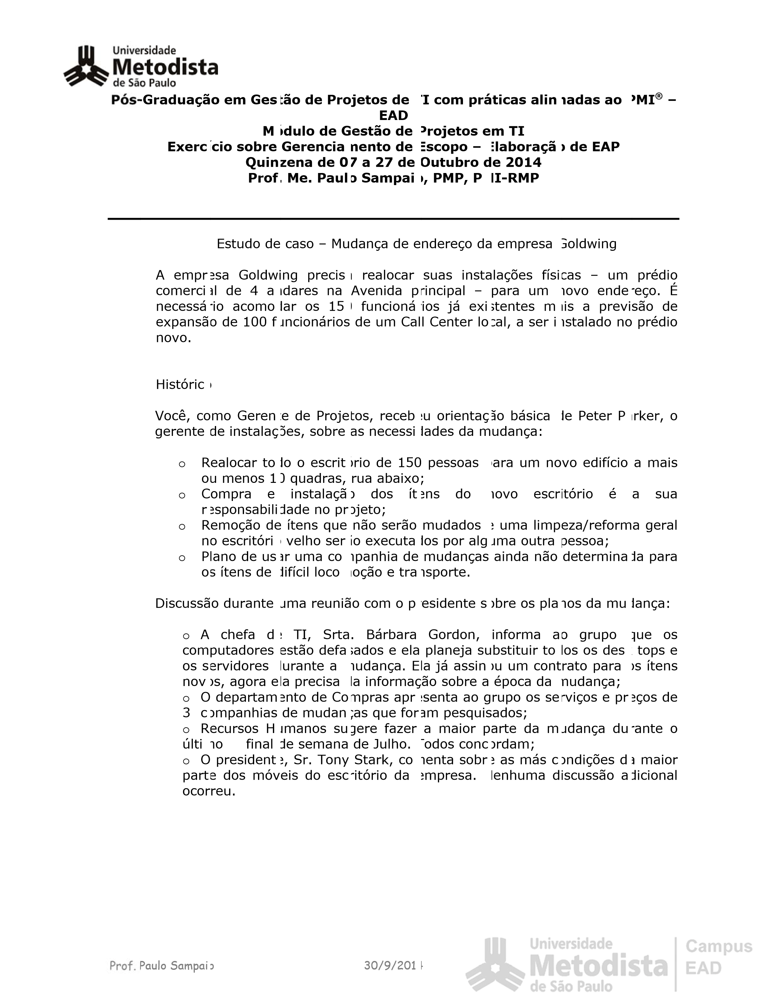 Universidade
Metodista
de São Paulo
Pós-Graduação em Gestão de Projetos de TI com práticas alinhadas ao PMI® –
EAD
Módulo de Gestão de Projetos em TI
Exercício sobre Gerenciamento de Escopo – Elaboração de EAP
Quinzena de 07 a 27 de Outubro de 2014
Prof. Me. Paulo Sampaio, PMP, PMI-RMP
Estudo de caso – Mudança de endereço da empresa Goldwing
A empresa Goldwing precisa realocar suas instalações físicas – um prédio
comercial de 4 andares na Avenida principal – para um novo endereço. É
necessário acomodar os 150 funcionários já existentes mais a previsão de
expansão de 100 funcionários de um Call Center local, a ser instalado no prédio
novo.
Histórico
Você, como Gerente de Projetos, recebeu orientação básica de Peter Parker, o
gerente de instalações, sobre as necessidades da mudança:
o Realocar todo o escritório de 150 pessoas para um novo edifício a mais
ou menos 10 quadras, rua abaixo;
o Compra e instalação dos ítens do novo escritório é a sua
responsabilidade no projeto;
o Remoção de ítens que não serão mudados e uma limpeza/reforma geral
no escritório velho serão executados por alguma outra pessoa;
o Plano de usar uma companhia de mudanças ainda não determinada para
os ítens de difícil locomoção e transporte.
Discussão durante uma reunião com o presidente sobre os planos da mudança:
o A chefa de TI, Srta. Bárbara Gordon, informa ao grupo que os
computadores estão defasados e ela planeja substituir todos os desktops e
os servidores durante a mudança. Ela já assinou um contrato para os ítens
novos, agora ela precisa da informação sobre a época da mudança;
o O departamento de Compras apresenta ao grupo os serviços e preços de
3 companhias de mudanças que foram pesquisados;
o Recursos Humanos sugere fazer a maior parte da mudança durante o
último final de semana de Julho. Todos concordam;
o O presidente, Sr. Tony Stark, comenta sobre as más condições da maior
parte dos móveis do escritório da empresa. Nenhuma discussão adicional
ocorreu.
Prof. Paulo Sampaio 30/9/2014
Universidade
Metodista
de São Paulo
Campus
EAD